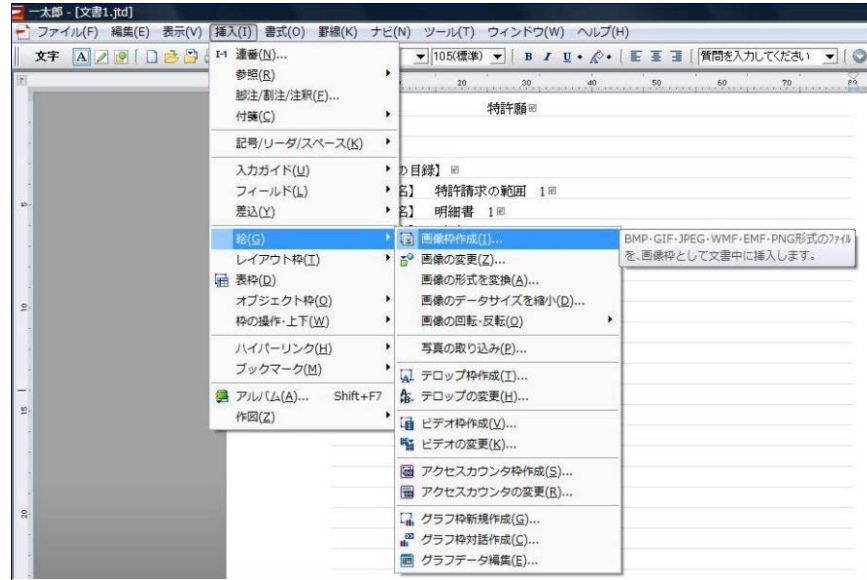 一太郎 - [文書1.jtd]
ファイル(F) 編集(E) 表示(V) 挿入(I) 書式(O) 罫線(K) ナビ(N) ツール(T) ウィンドウ(W) ヘルプ(H)
文字 A 105(標準) B I U 質問を入力してください
20 30 40 50 60 70
連番(N)...
参照(R)
脚注/割注/注釈(F)...
付箋(C)
記号/リーダ/スペース(K)
入力ガイド(U)
フィールド(L)
差込(Y)
絵(G)
レイアウト枠(T)
表枠(D)
オブジェクト枠(O)
枠の操作・上下(W)
ハイパーリンク(H)
ブックマーク(M)
アルバム(A)... Shift+F7
作図(Z)
特許願
の目録】
名】 特許請求の範囲 1
名】 明細書 1
画像枠作成(I)...
画像の変更(Z)...
画像の形式を変換(A)...
画像のデータサイズを縮小(D)...
画像の回転・反転(O)
写真の取り込み(P)...
テロップ枠作成(T)...
テロップの変更(H)...
ビデオ枠作成(V)...
ビデオの変更(K)...
アクセスカウンタ枠作成(S)...
アクセスカウンタの変更(R)...
グラフ枠新規作成(G)...
グラフ枠対話作成(C)...
グラフデータ編集(E)...
BMP・GIF・JPEG・WMF・EMF・PNG形式のファイル
を、画像枠として文書中に挿入します。